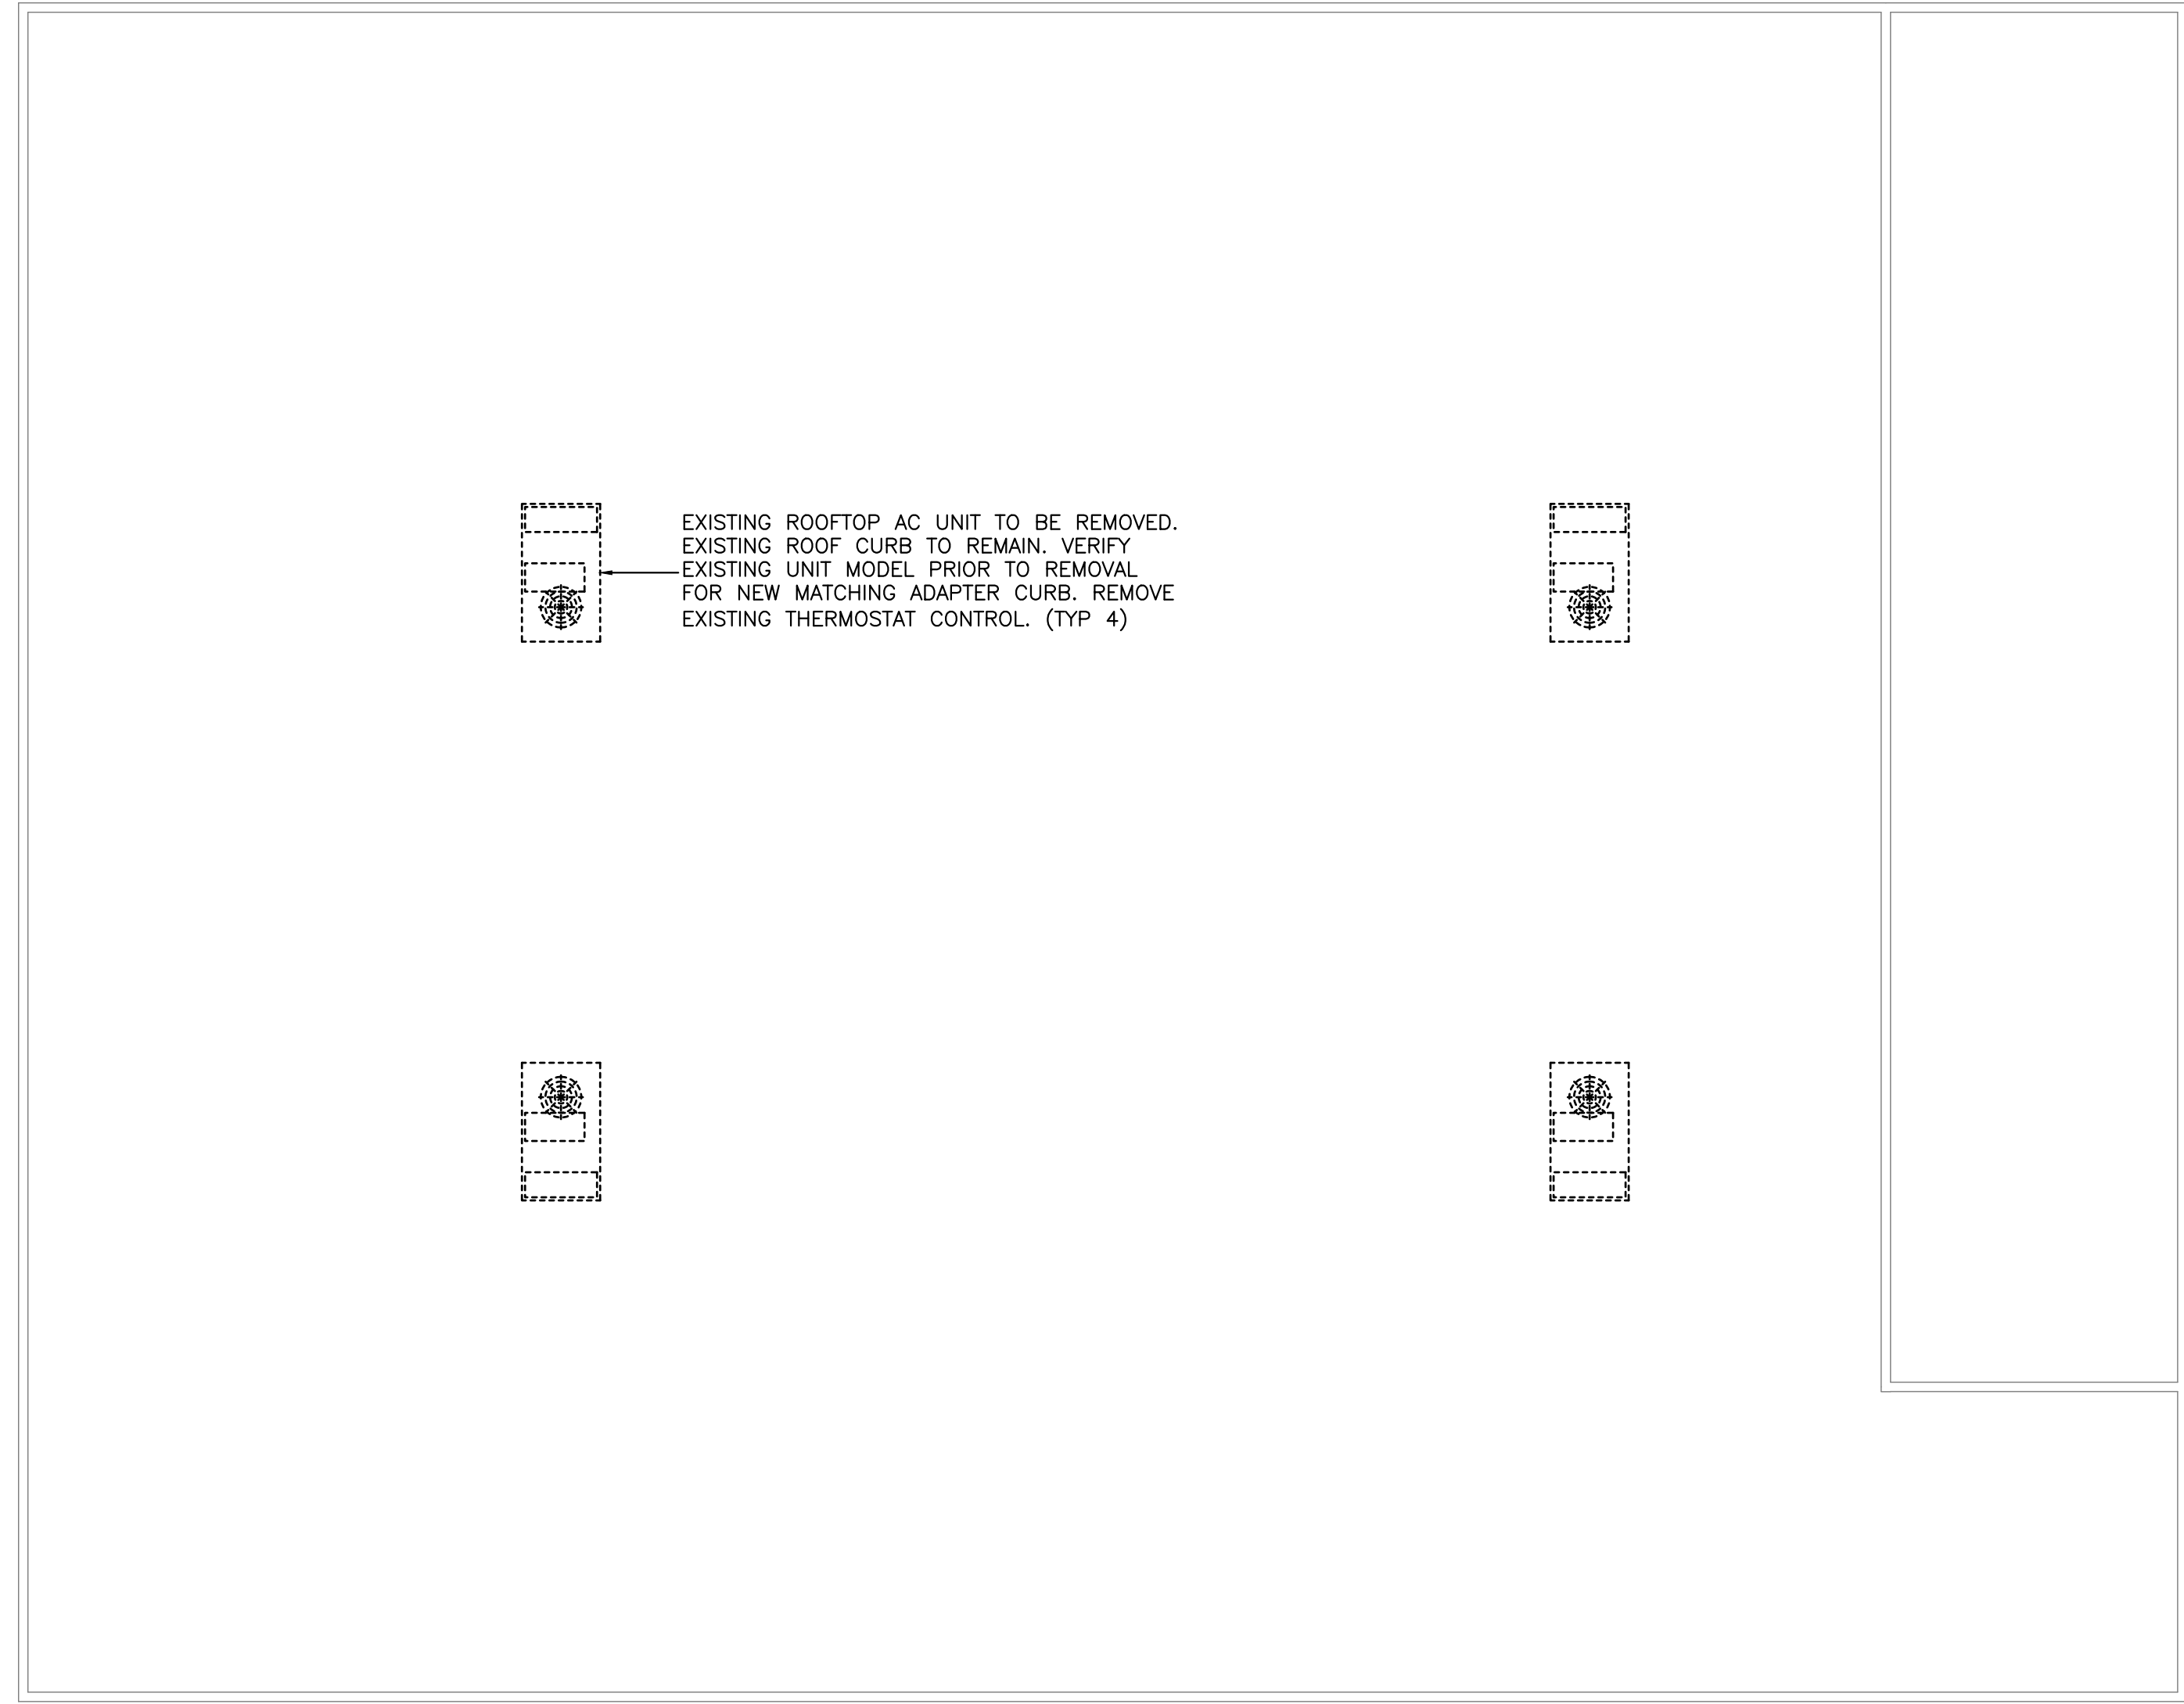 EXISTING ROOFTOP AC UNIT TO BE REMOVED.
EXISTING ROOF CURB TO REMAIN. VERIFY
EXISTING UNIT MODEL PRIOR TO REMOVAL
FOR NEW MATCHING ADAPTER CURB. REMOVE
EXISTING THERMOSTAT CONTROL. (TYP 4)